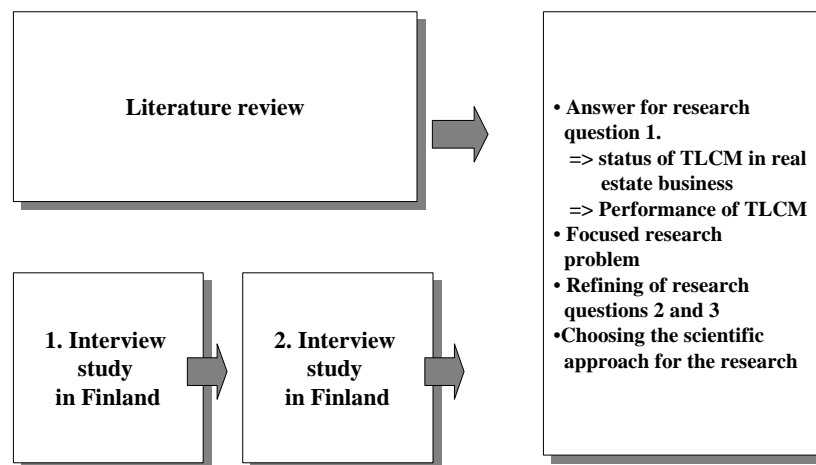 Literature review
1. Interview
study
in Finland
2. Interview
study
in Finland
• Answer for research
question 1.
=> status of TLCM in real
estate business
=> Performance of TLCM
• Focused research
problem
• Refining of research
questions 2 and 3
•Choosing the scientific
approach for the research